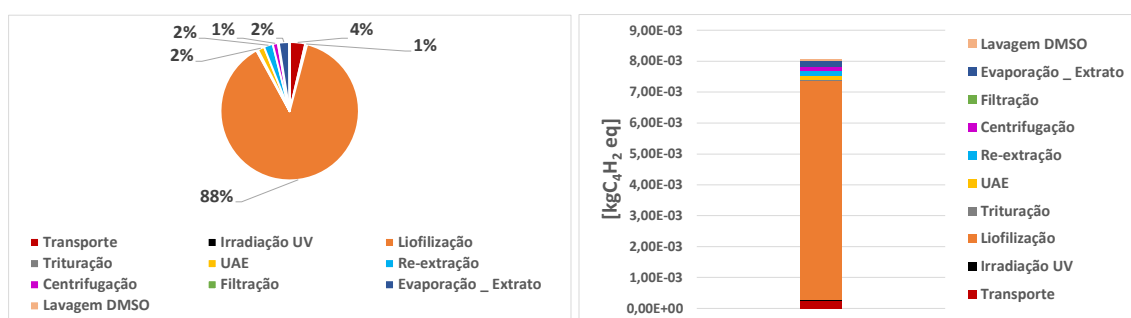 2%
1%
2%
4%
1%
2%
88%
Transporte
Irradiação UV
Liofilização
Trituração
UAE
Re-extração
Centrifugação
Filtração
Evaporação _ Extrato
Lavagem DMSO
[kgC₄H₂ eq]
9,00E-03
8,00E-03
7,00E-03
6,00E-03
5,00E-03
4,00E-03
3,00E-03
2,00E-03
1,00E-03
0,00E+00
Lavagem DMSO
Evaporação _ Extrato
Filtração
Centrifugação
Re-extração
UAE
Trituração
Liofilização
Irradiação UV
Transporte